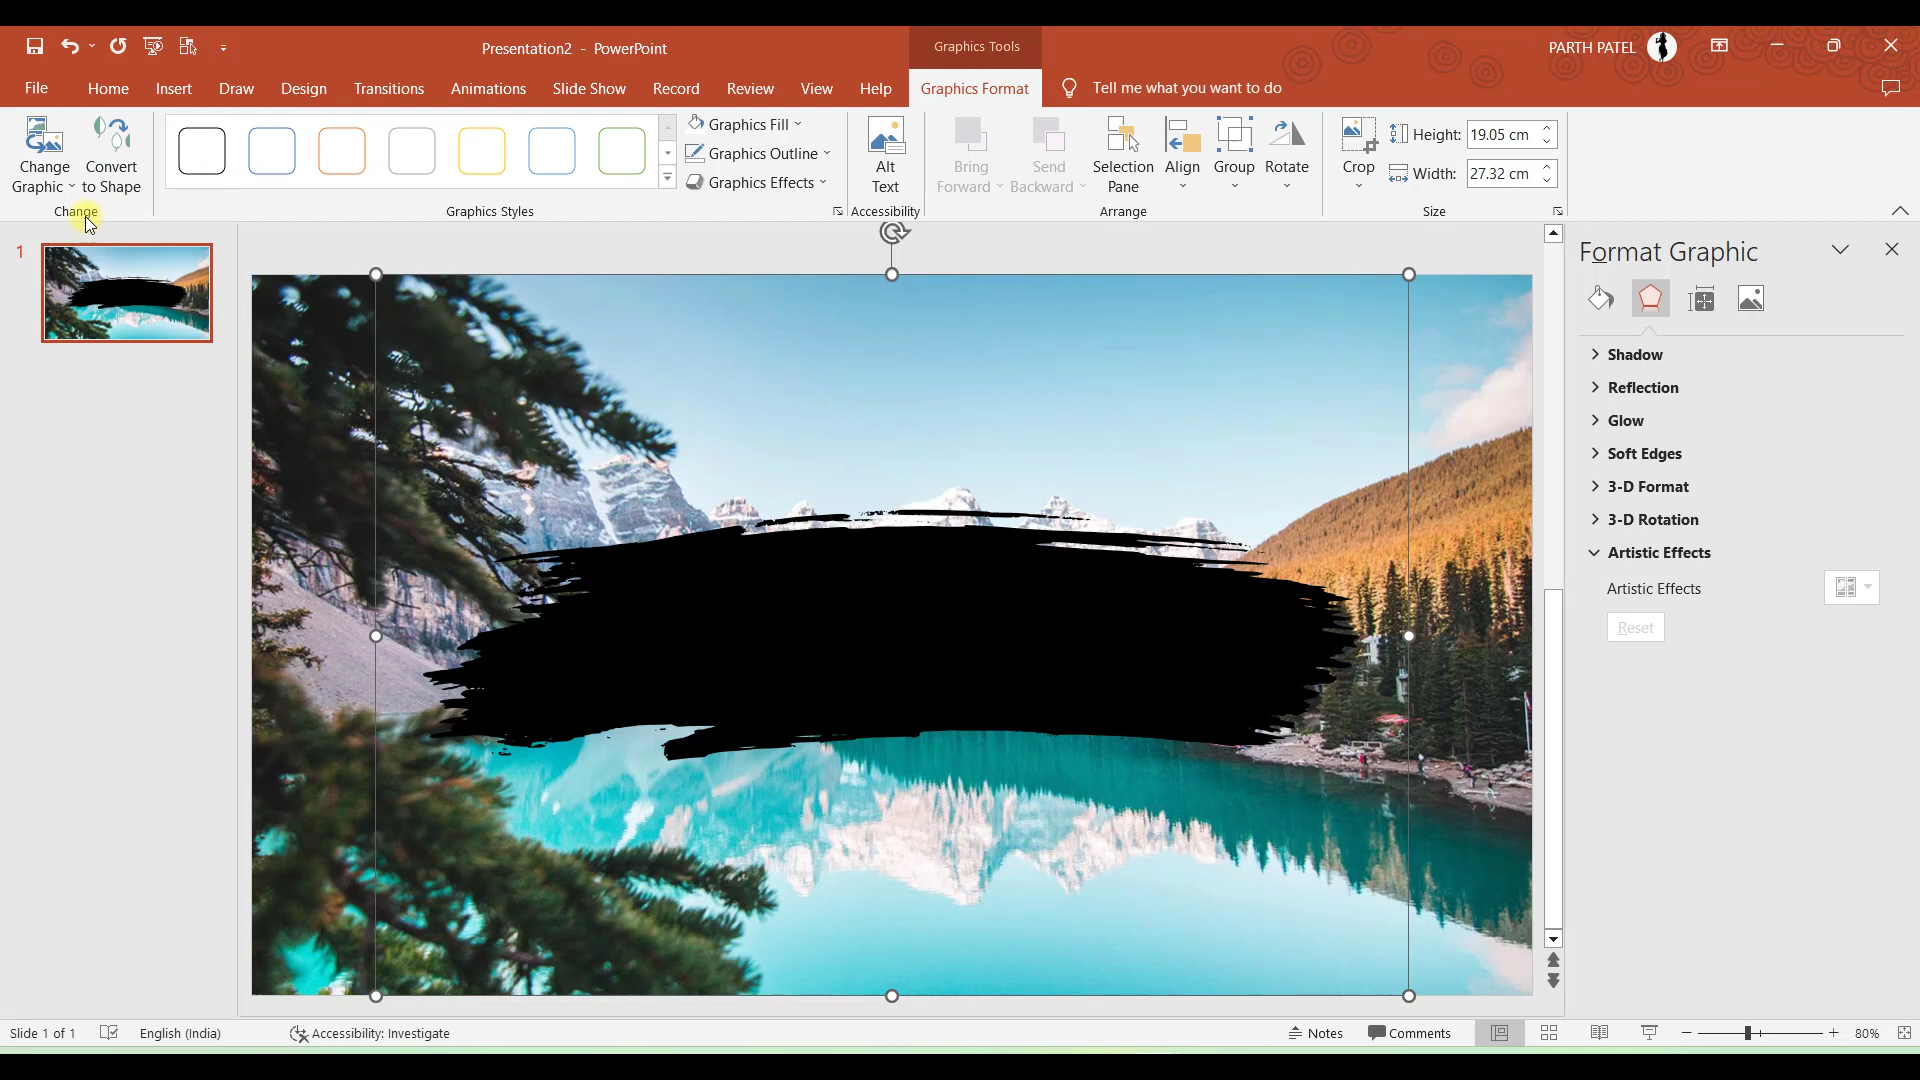 Presentation2 - PowerPoint
Graphics Tools
PARTH PATEL
File Home Insert Draw Design Transitions Animations Slide Show Record Review View Help Graphics Format Tell me what you want to do
Change Graphic
Convert to Shape
Change
Graphics Fill
Graphics Outline
Graphics Effects
Graphics Styles
Alt Text
Accessibility
Bring Forward
Send Backward
Selection Pane
Align
Group
Rotate
Arrange
Crop
Height: 19.05 cm
Width: 27.32 cm
Size
1
Format Graphic
Shadow
Reflection
Glow
Soft Edges
3-D Format
3-D Rotation
Artistic Effects
Artistic Effects
Reset
Slide 1 of 1 English (India) Accessibility: Investigate Notes Comments 80%